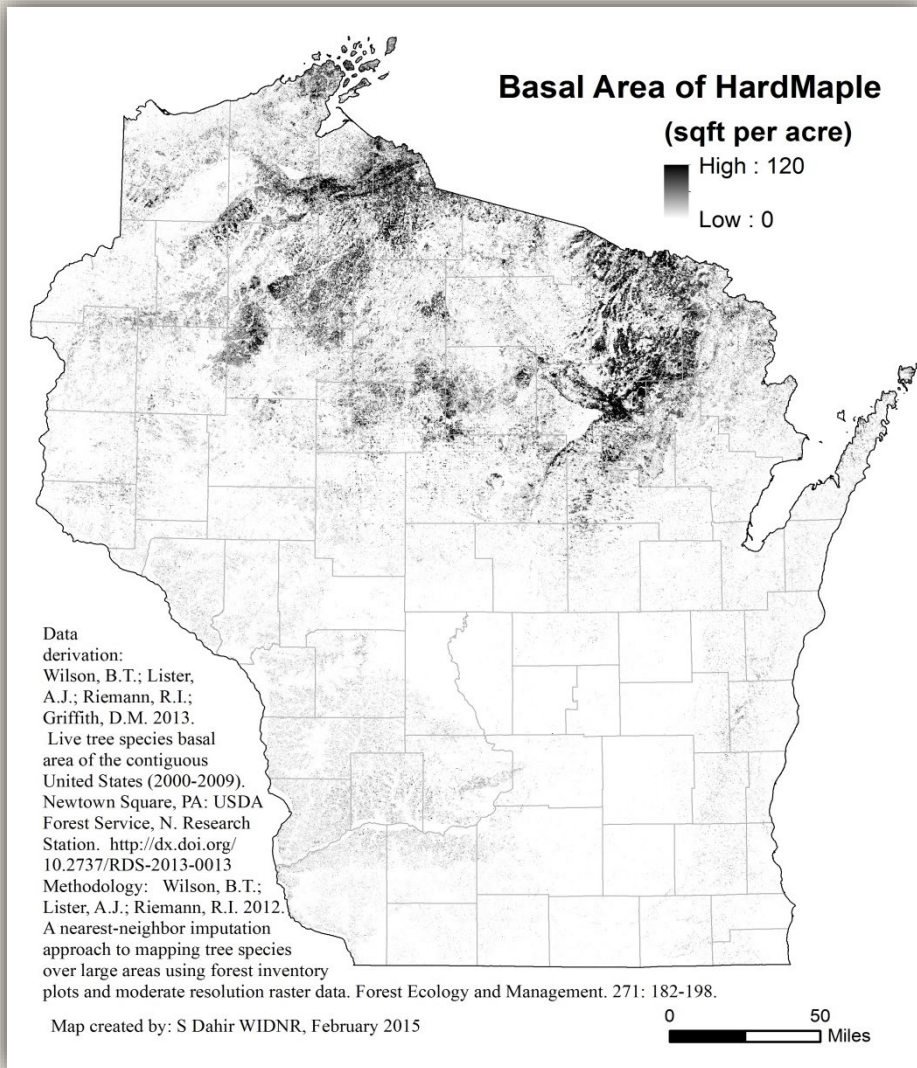 Basal Area of HardMaple
(sqft per acre)
High : 120
Low : 0
Data
derivation:
Wilson, B.T.; Lister,
A.J.; Riemann, R.I.;
Griffith, D.M. 2013.
Live tree species basal
area of the contiguous
United States (2000-2009).
Newtown Square, PA: USDA
Forest Service, N. Research
Station. http://dx.doi.org/
10.2737/RDS-2013-0013
Methodology: Wilson, B.T.;
Lister, A.J.; Riemann, R.I. 2012.
A nearest-neighbor imputation
approach to mapping tree species
over large areas using forest inventory
plots and moderate resolution raster data. Forest Ecology and Management. 271: 182-198.
Map created by: S Dahir WIDNR, February 2015
0 50
Miles